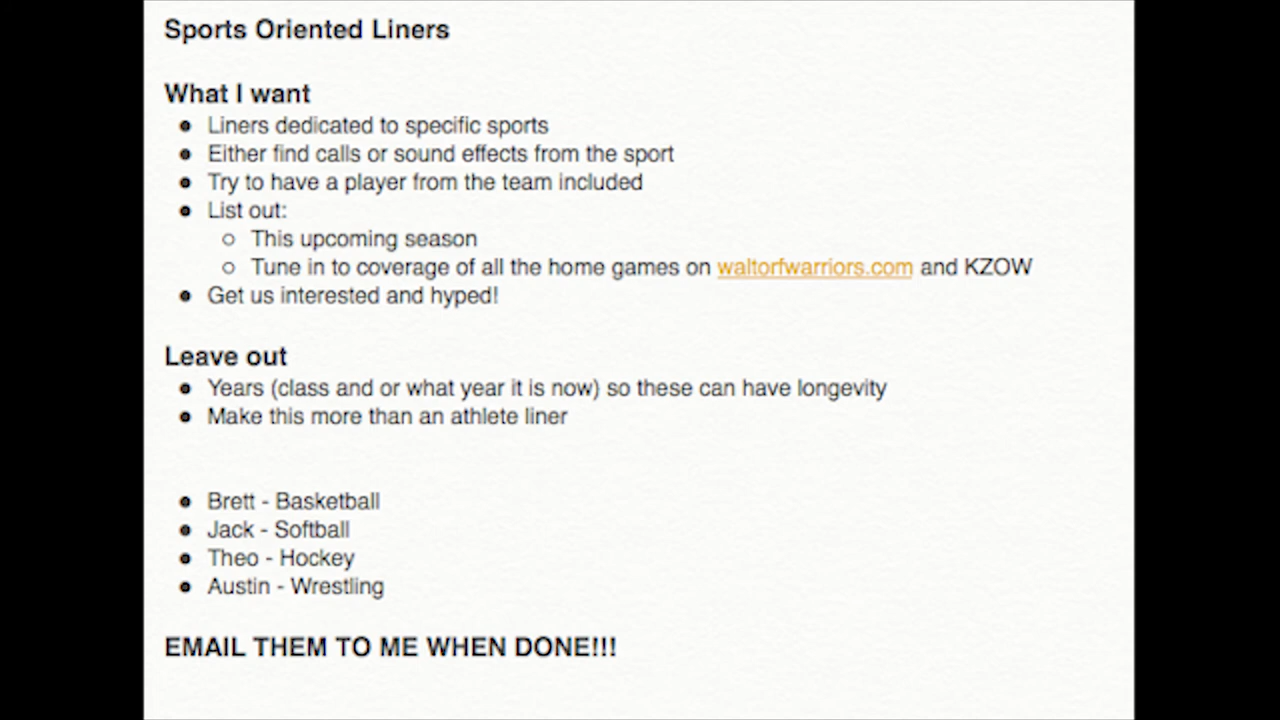 Sports Oriented Liners
What I want
● Liners dedicated to specific sports
● Either find calls or sound effects from the sport
● Try to have a player from the team included
● List out:
○ This upcoming season
○ Tune in to coverage of all the home games on waltorfwarriors.com and KZOW
● Get us interested and hyped!
Leave out
● Years (class and or what year it is now) so these can have longevity
● Make this more than an athlete liner
● Brett - Basketball
● Jack - Softball
● Theo - Hockey
● Austin - Wrestling
EMAIL THEM TO ME WHEN DONE!!!